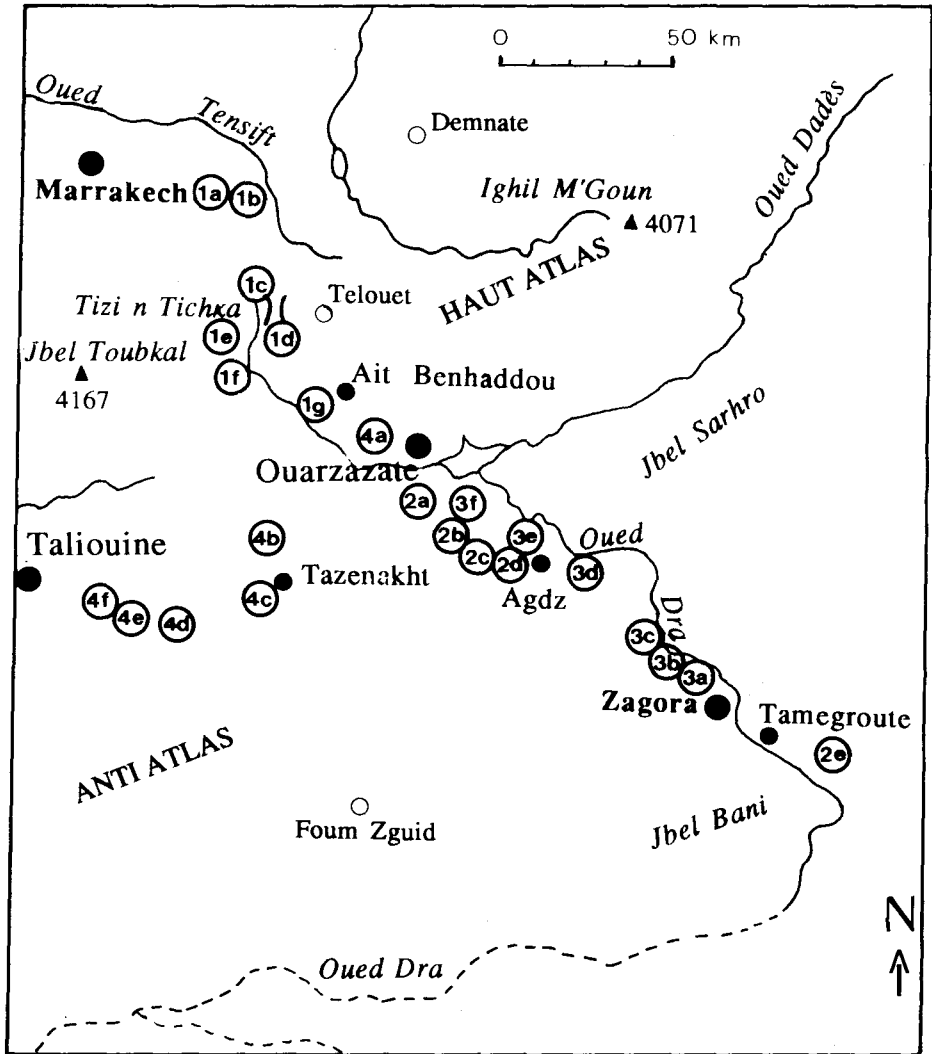 0 50 km
Oued Tensift
Demnate
Oued Dadès
Marrakech
1a
1b
Ighil M'Goun
4071
HAUT ATLAS
1c
Telouet
Tizi n Tichka
1e
1d
Jbel Toubkal
4167
1f
Ait Benhaddou
1g
4a
Ouarzazate
Jbel Sarhro
2a
3f
Taliouine
4b
2b
3e
Oued
2c
2d
3d
Tazenakht
Agdz
4f
4e
4d
4c
Dra
3c
3b
3a
Zagora
Tamegroute
2e
ANTI ATLAS
Foum Zguid
Jbel Bani
N
Oued Dra